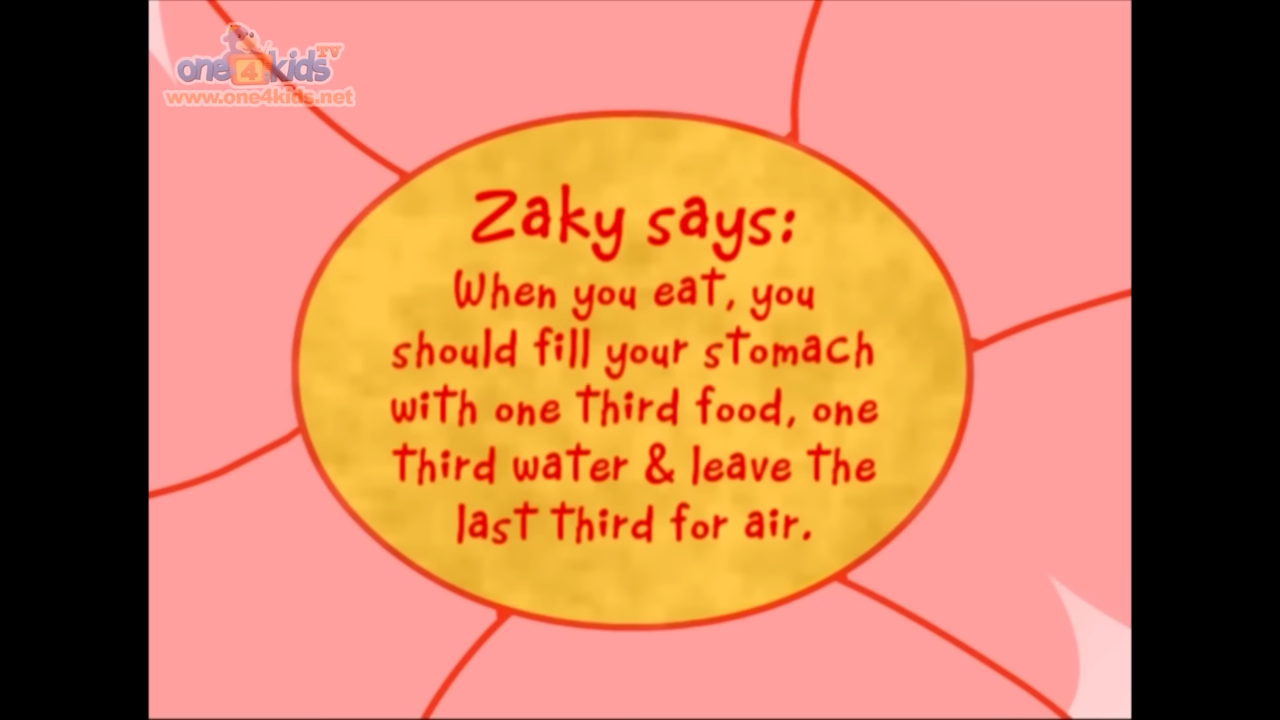 one4kids TV
www.one4kids.net
Zaky says:
When you eat, you
should fill your stomach
with one third food, one
third water & leave the
last third for air.